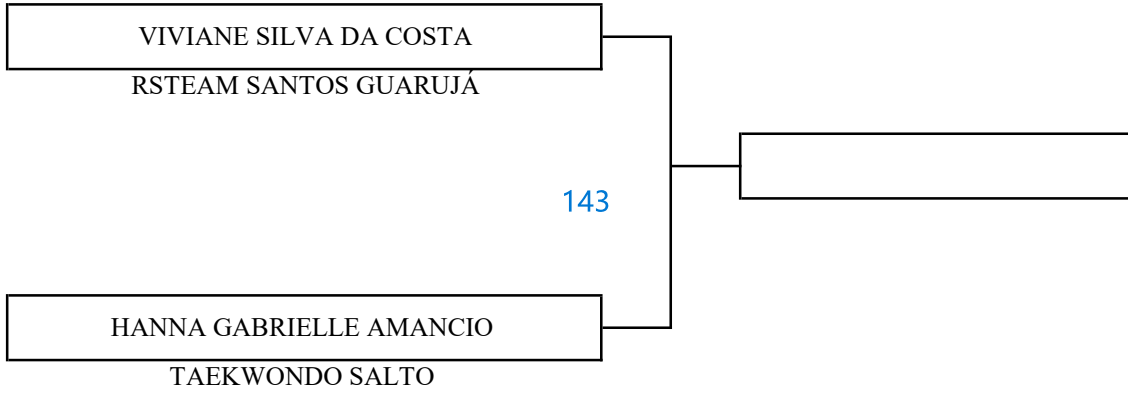 VIVIANE SILVA DA COSTA
RSTEAM SANTOS GUARUJÁ
143
HANNA GABRIELLE AMANCIO
TAEKWONDO SALTO